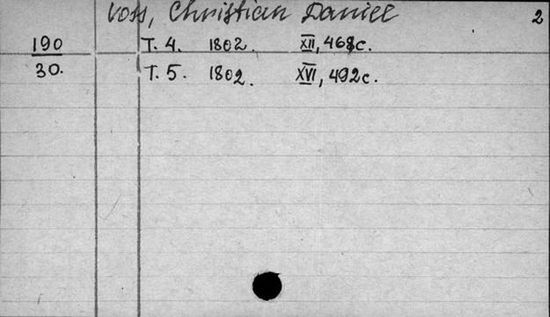 Voss, Christian Daniel 2
190 T. 4. 1802. XII, 468c.
30. T. 5. 1802. XVI, 492c.